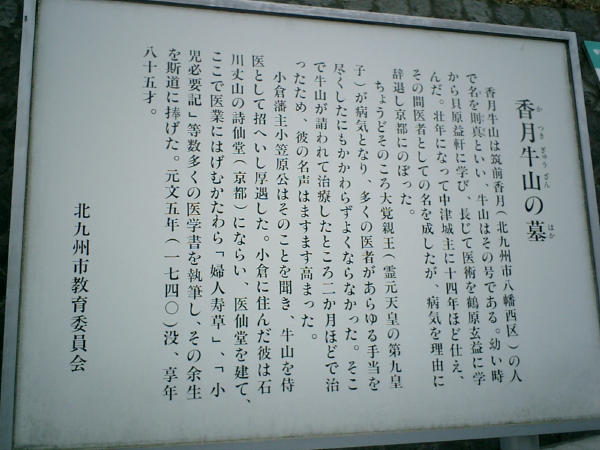 香月牛山の墓
かつきぎゅうざん はか
香月牛山は筑前香月(北九州市八幡西区)の人
で名を則真といい、牛山はその号である。幼い時
から貝原益軒に学び、長じて医術を鶴原玄益に学
んだ。壮年になって中津城主に十四年ほど仕え、
その間医者としての名を成したが、病気を理由に
辞退し京都にのぼった。
ちょうどそのころ大覚親王(霊元天皇の第九皇
子)が病気となり、多くの医者があらゆる手当を
尽くしたにもかかわらずよくならなかった。そこ
で牛山が請われて治療したところ二か月ほどで治
ったため、彼の名声はますます高まった。
小倉藩主小笠原公はそのことを聞き、牛山を侍
医として招へいし厚遇した。小倉に住んだ彼は石
川丈山の詩仙堂(京都)にならい、医仙堂を建て、
ここで医業にはげむかたわら「婦人寿草」、「小
児必要記」等数多くの医学書を執筆し、その余生
を斯道に捧げた。元文五年(一七四〇)没、享年
八十五才。
北九州市教育委員会